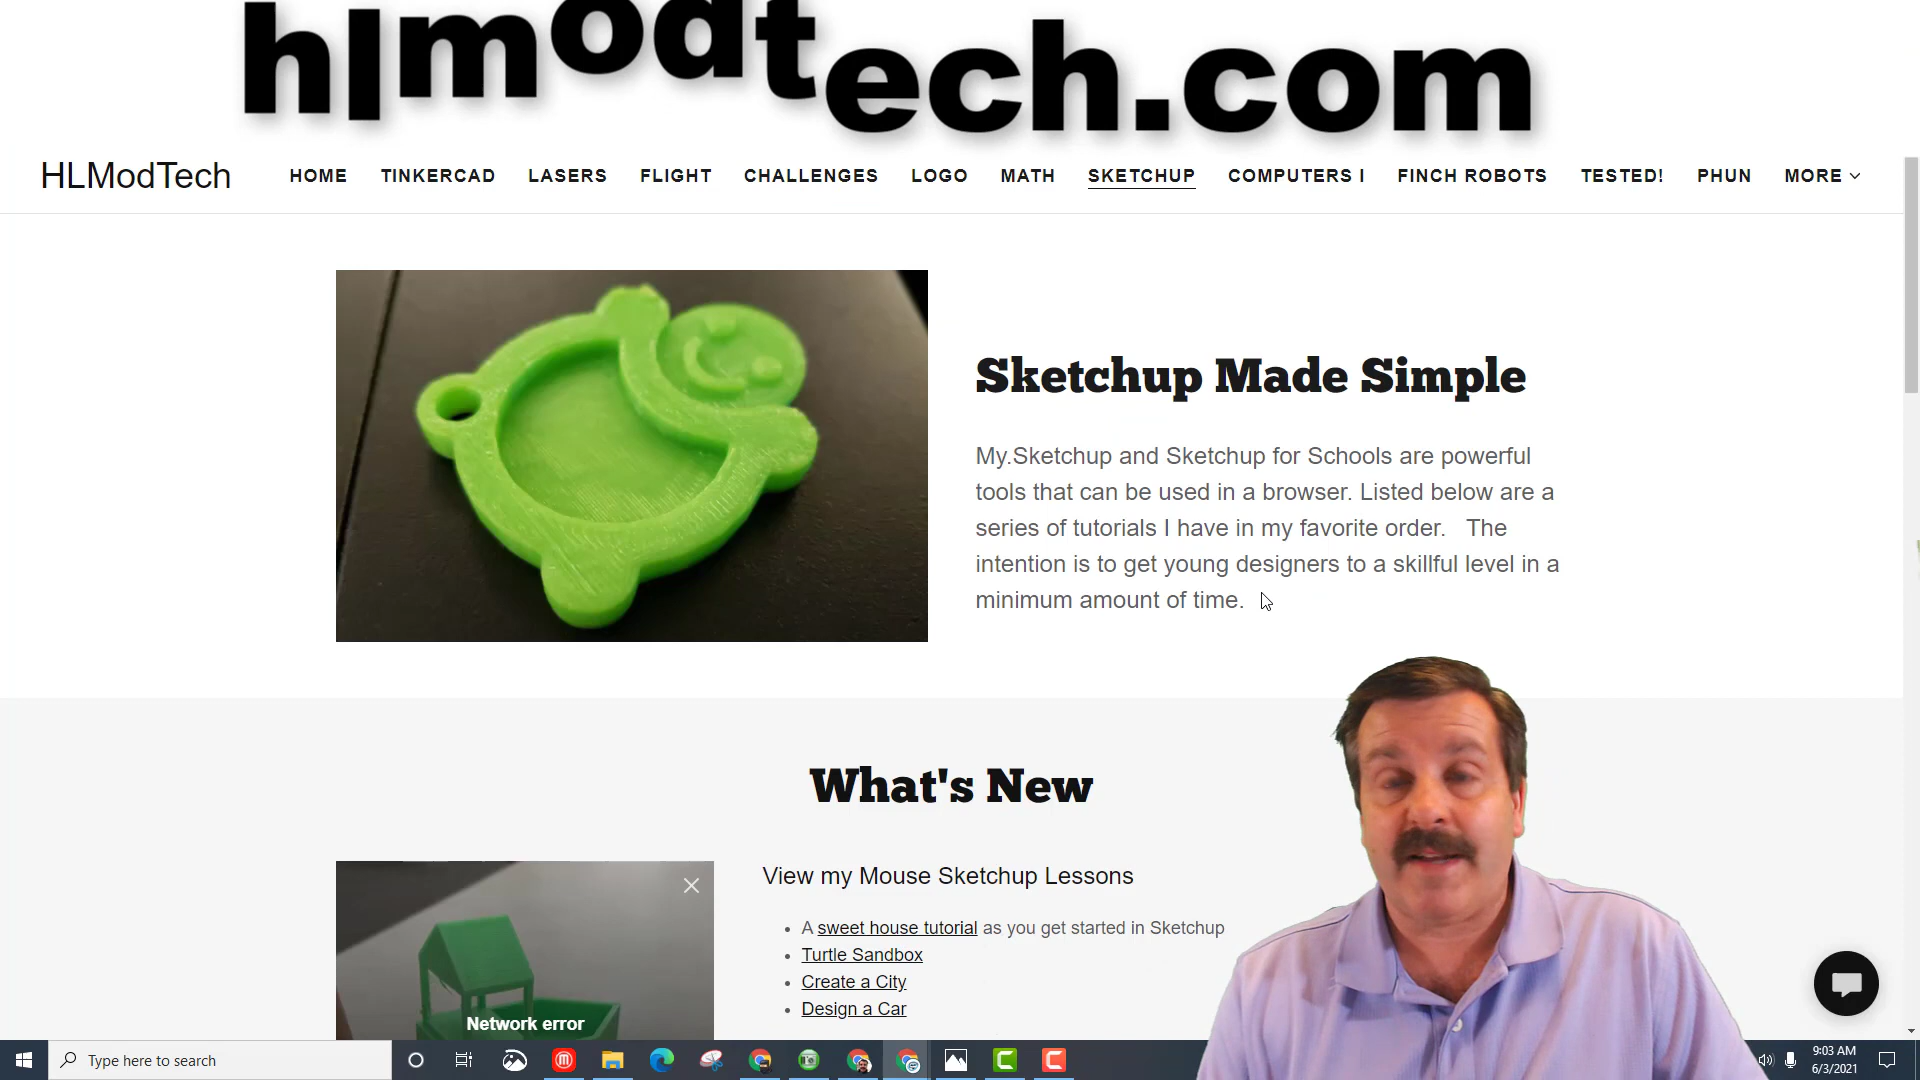 hlmodtech.com
HLModTech HOME TINKERCAD LASERS FLIGHT CHALLENGES LOGO MATH SKETCHUP COMPUTERS I FINCH ROBOTS TESTED! PHUN MORE
Sketchup Made Simple
My.Sketchup and Sketchup for Schools are powerful
tools that can be used in a browser. Listed below are a
series of tutorials I have in my favorite order. The
intention is to get young designers to a skillful level in a
minimum amount of time.
What's New
View my Mouse Sketchup Lessons
• A sweet house tutorial as you get started in Sketchup
• Turtle Sandbox
• Create a City
• Design a Car
Network error
Type here to search
9:03 AM
6/3/2021